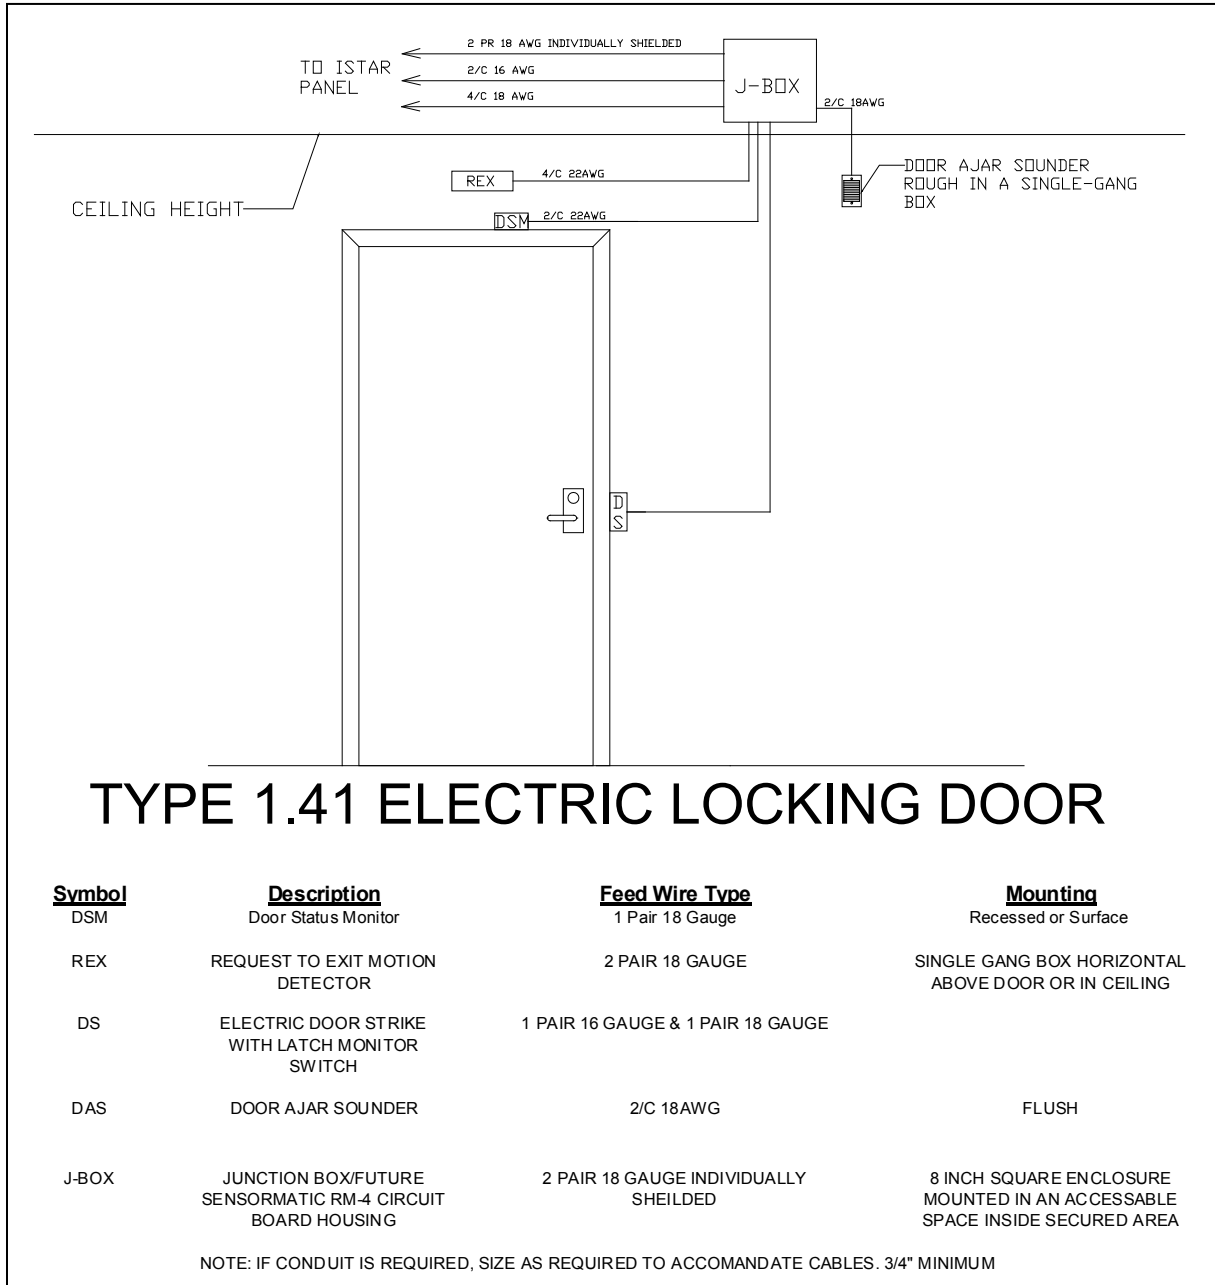 2 PR 18 AWG INDIVIDUALLY SHIELDED
TO ISTAR
PANEL
2/C 16 AWG
4/C 18 AWG
J-BOX
2/C 18AWG
REX
4/C 22AWG
DOOR AJAR SOUNDER
ROUGH IN A SINGLE-GANG
BOX
CEILING HEIGHT
DSM
2/C 22AWG
D
S
TYPE 1.41 ELECTRIC LOCKING DOOR
Symbol Description Feed Wire Type Mounting
DSM Door Status Monitor 1 Pair 18 Gauge Recessed or Surface
REX REQUEST TO EXIT MOTION 2 PAIR 18 GAUGE SINGLE GANG BOX HORIZONTAL
DETECTOR ABOVE DOOR OR IN CEILING
DS ELECTRIC DOOR STRIKE 1 PAIR 16 GAUGE & 1 PAIR 18 GAUGE
WITH LATCH MONITOR
SWITCH
DAS DOOR AJAR SOUNDER 2/C 18AWG FLUSH
J-BOX JUNCTION BOX/FUTURE 2 PAIR 18 GAUGE INDIVIDUALLY 8 INCH SQUARE ENCLOSURE
SENSORMATIC RM-4 CIRCUIT SHEILDED MOUNTED IN AN ACCESSABLE
BOARD HOUSING SPACE INSIDE SECURED AREA
NOTE: IF CONDUIT IS REQUIRED, SIZE AS REQUIRED TO ACCOMANDATE CABLES. 3/4" MINIMUM